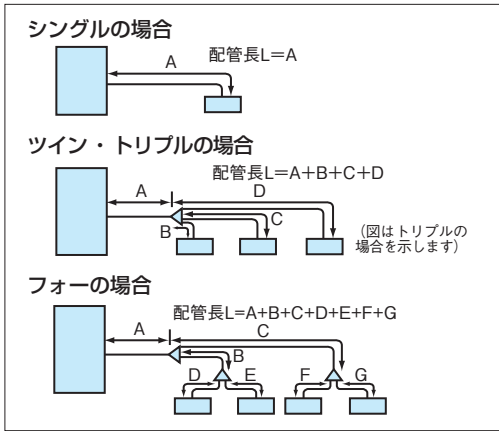 シングルの場合
配管長L=A
A
ツイン・トリプルの場合
配管長L=A+B+C+D
A
D
C
B
(図はトリプルの
場合を示します)
フォーの場合
配管長L=A+B+C+D+E+F+G
A
C
B
D
E
F
G